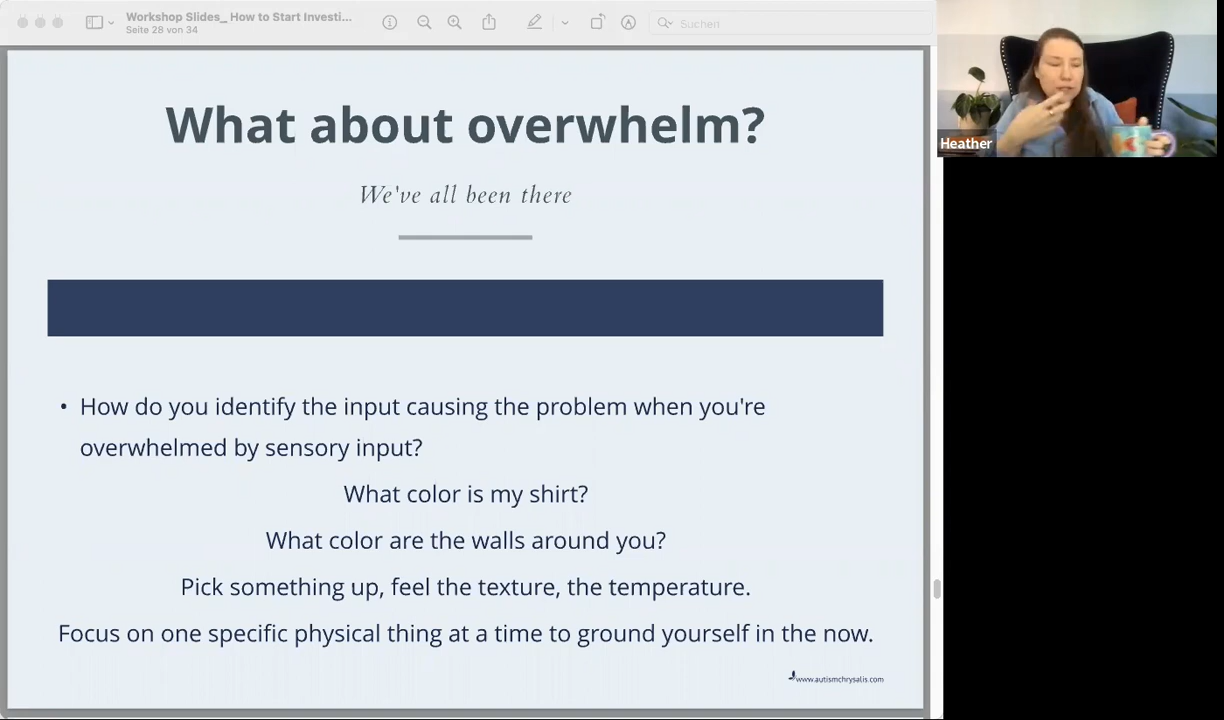 Workshop Slides_ How to Start Investi...
Seite 28 von 34
Suchen
Heather
What about overwhelm?
We've all been there
• How do you identify the input causing the problem when you're
overwhelmed by sensory input?
What color is my shirt?
What color are the walls around you?
Pick something up, feel the texture, the temperature.
Focus on one specific physical thing at a time to ground yourself in the now.
www.autismchrysalis.com